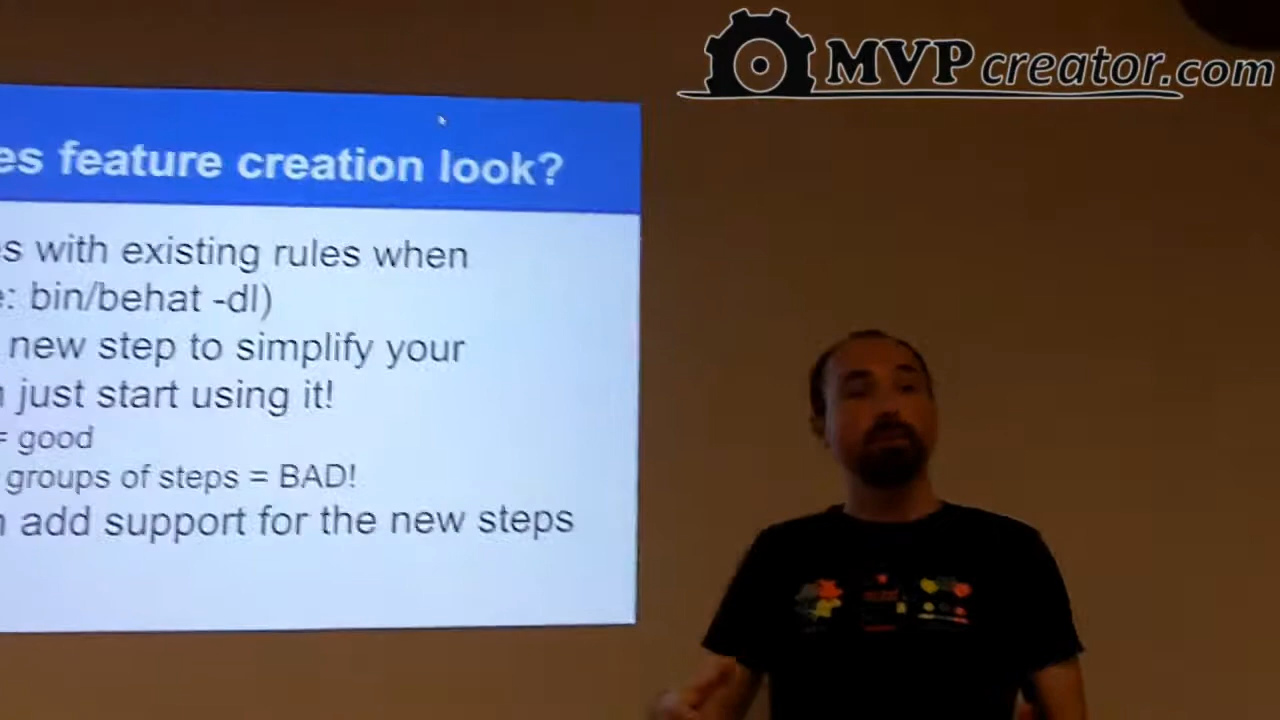 MVPcreator.com
es feature creation look?
s with existing rules when
e: bin/behat -dl)
new step to simplify your
just start using it!
= good
groups of steps = BAD!
add support for the new steps